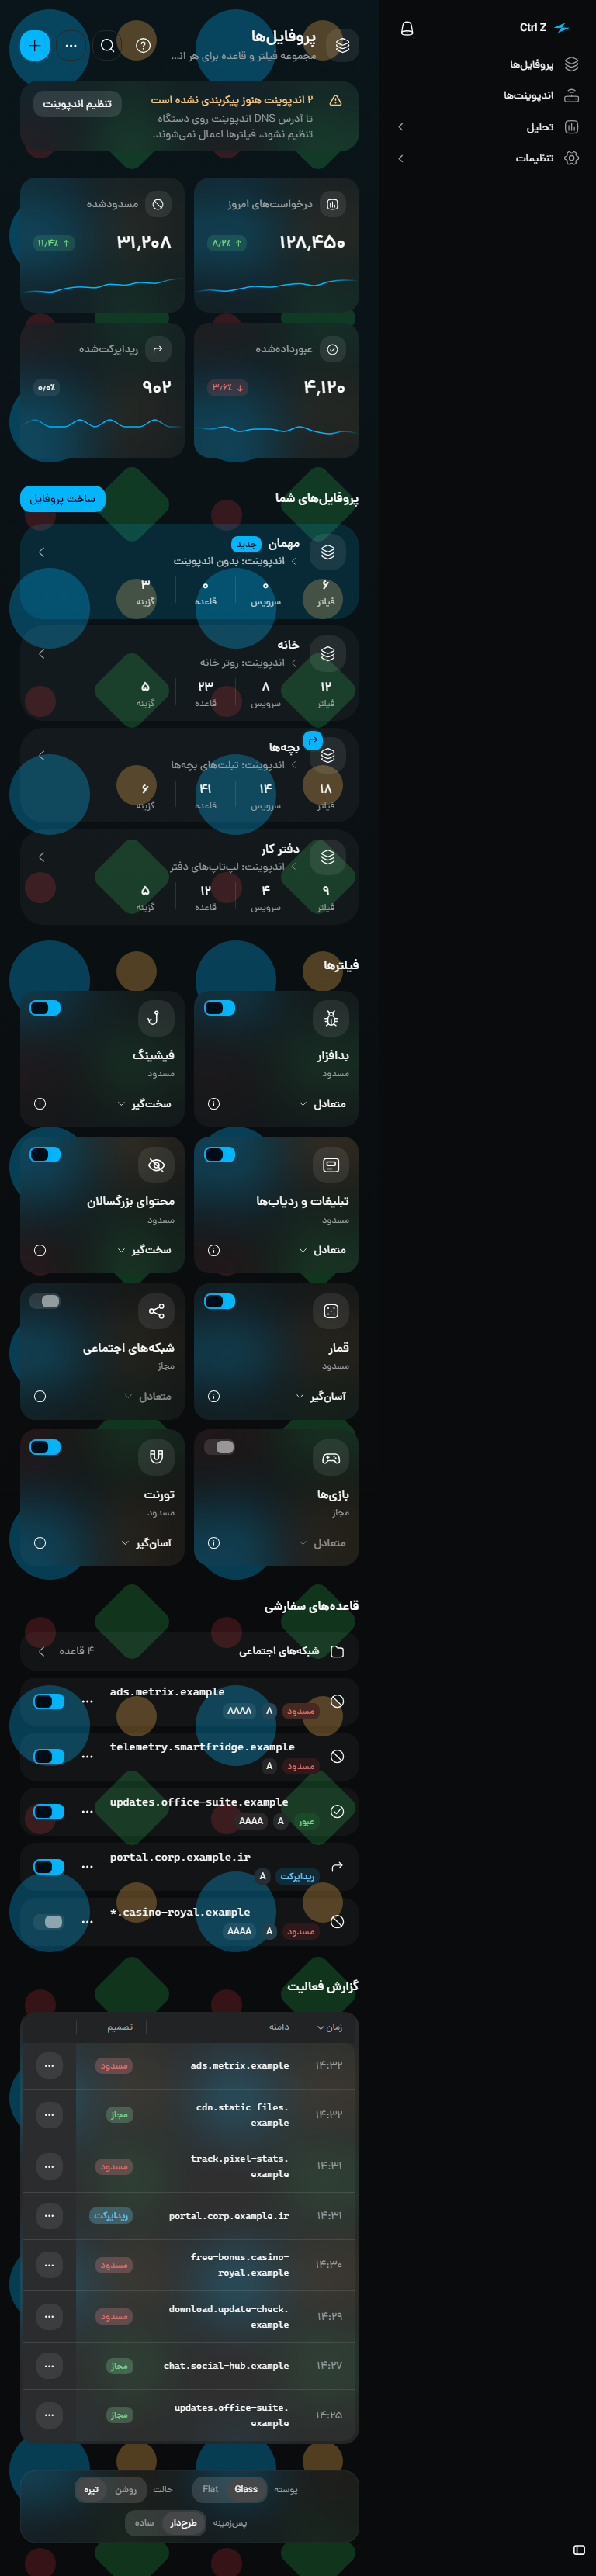 Ctrl Z
پروفایل‌ها
اندپوینت‌ها
تحلیل
تنظیمات
پروفایل‌ها
مجموعه فیلتر و قاعده برای هر ان...
۲ اندپوینت هنوز پیکربندی نشده است
تا آدرس DNS اندپوینت روی دستگاه
تنظیم نشود، فیلترها اعمال نمی‌شوند.
تنظیم اندپوینت
درخواست‌های امروز
۱۲۸٬۴۵۰
۸٫۲٪
مسدودشده
۳۱٬۲۰۸
۱۱٫۴٪
عبورداده‌شده
۴٬۱۲۰
۳٫۶٪
ریدایرکت‌شده
۹۰۲
۰٫۰٪
پروفایل‌های شما
ساخت پروفایل
مهمان جدید
اندپوینت: بدون اندپوینت
۶ ۰ ۰ ۳
فیلتر سرویس قاعده گزینه
خانه
اندپوینت: روتر خانه
۱۲ ۸ ۲۳ ۵
فیلتر سرویس قاعده گزینه
بچه‌ها
اندپوینت: تبلت‌های بچه‌ها
۱۸ ۱۴ ۴۱ ۶
فیلتر سرویس قاعده گزینه
دفتر کار
اندپوینت: لپ‌تاپ‌های دفتر
۹ ۴ ۱۲ ۵
فیلتر سرویس قاعده گزینه
فیلترها
بدافزار
مسدود
متعادل
فیشینگ
مسدود
سخت‌گیر
تبلیغات و ردیاب‌ها
مسدود
متعادل
محتوای بزرگسالان
مسدود
سخت‌گیر
قمار
مسدود
آسان‌گیر
شبکه‌های اجتماعی
مجاز
متعادل
بازی‌ها
مجاز
متعادل
تورنت
مسدود
آسان‌گیر
قاعده‌های سفارشی
شبکه‌های اجتماعی
۴ قاعده
ads.metrix.example
مسدود A AAAA
telemetry.smartfridge.example
مسدود A
updates.office-suite.example
عبور A AAAA
portal.corp.example.ir
ریدایرکت A
*.casino-royal.example
مسدود A AAAA
گزارش فعالیت
زمان دامنه تصمیم
۱۴:۳۲ ads.metrix.example مسدود
۱۴:۳۲ cdn.static-files.
example مجاز
۱۴:۳۱ track.pixel-stats.
example مسدود
۱۴:۳۱ portal.corp.example.ir ریدایرکت
۱۴:۳۰ free-bonus.casino-
royal.example مسدود
۱۴:۲۹ download.update-check.
example مسدود
۱۴:۲۷ chat.social-hub.example مجاز
۱۴:۲۵ updates.office-suite.
example مجاز
پوسته Glass Flat حالت روشن تیره
پس‌زمینه طرح‌دار ساده